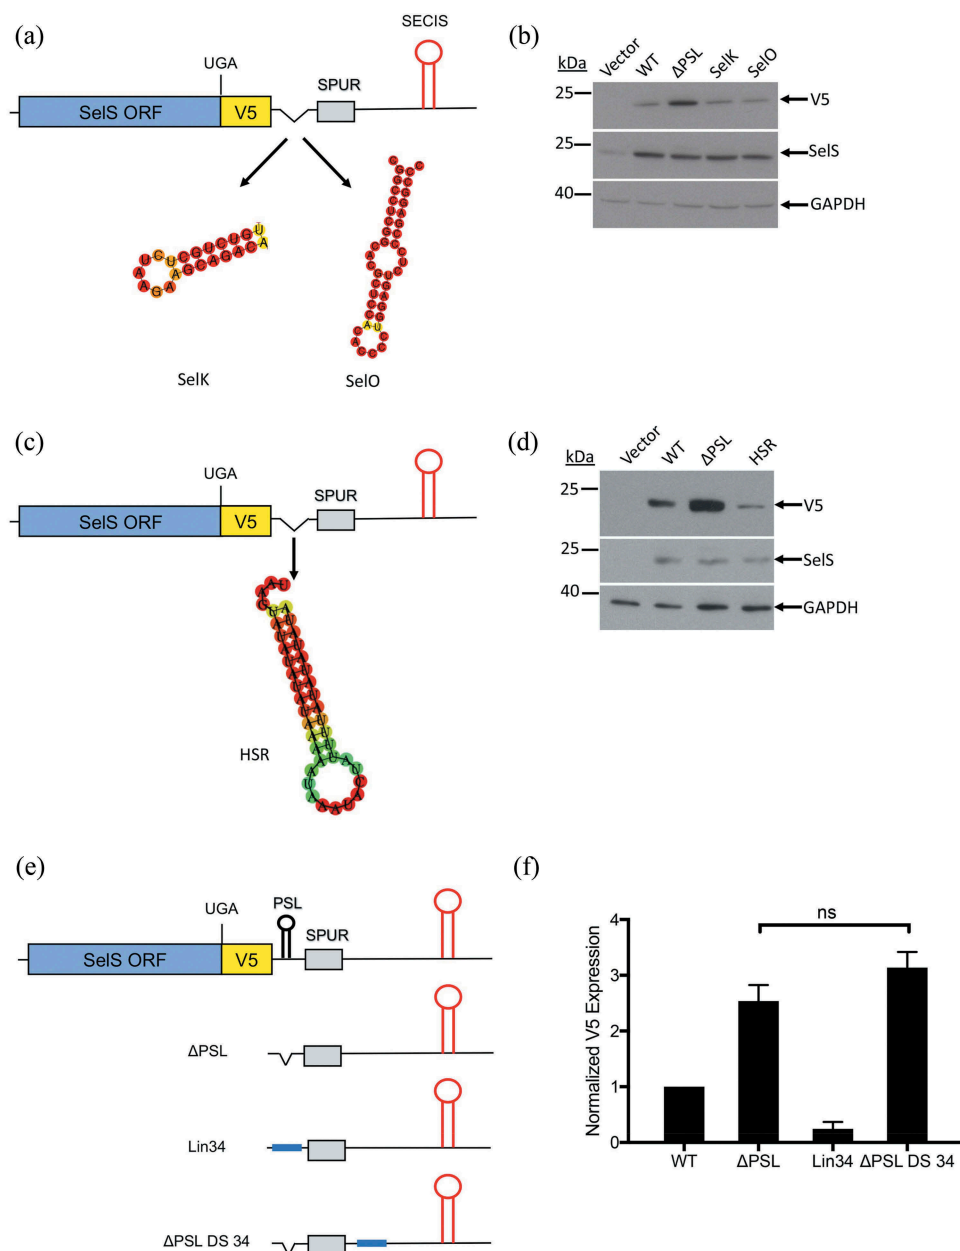 (a)
SECIS
UGA
SPUR
SelS ORF
V5
SelK
SelO
(b)
kDa
Vector
WT
ΔPSL
SelK
SelO
25
V5
25
SelS
40
GAPDH
(c)
UGA
SPUR
SelS ORF
V5
HSR
(d)
kDa
Vector
WT
ΔPSL
HSR
25
V5
25
SelS
40
GAPDH
(e)
UGA
PSL
SPUR
SelS ORF
V5
ΔPSL
Lin34
ΔPSL DS 34
(f)
ns
Normalized V5 Expression
4
3
2
1
0
WT
ΔPSL
Lin34
ΔPSL DS 34